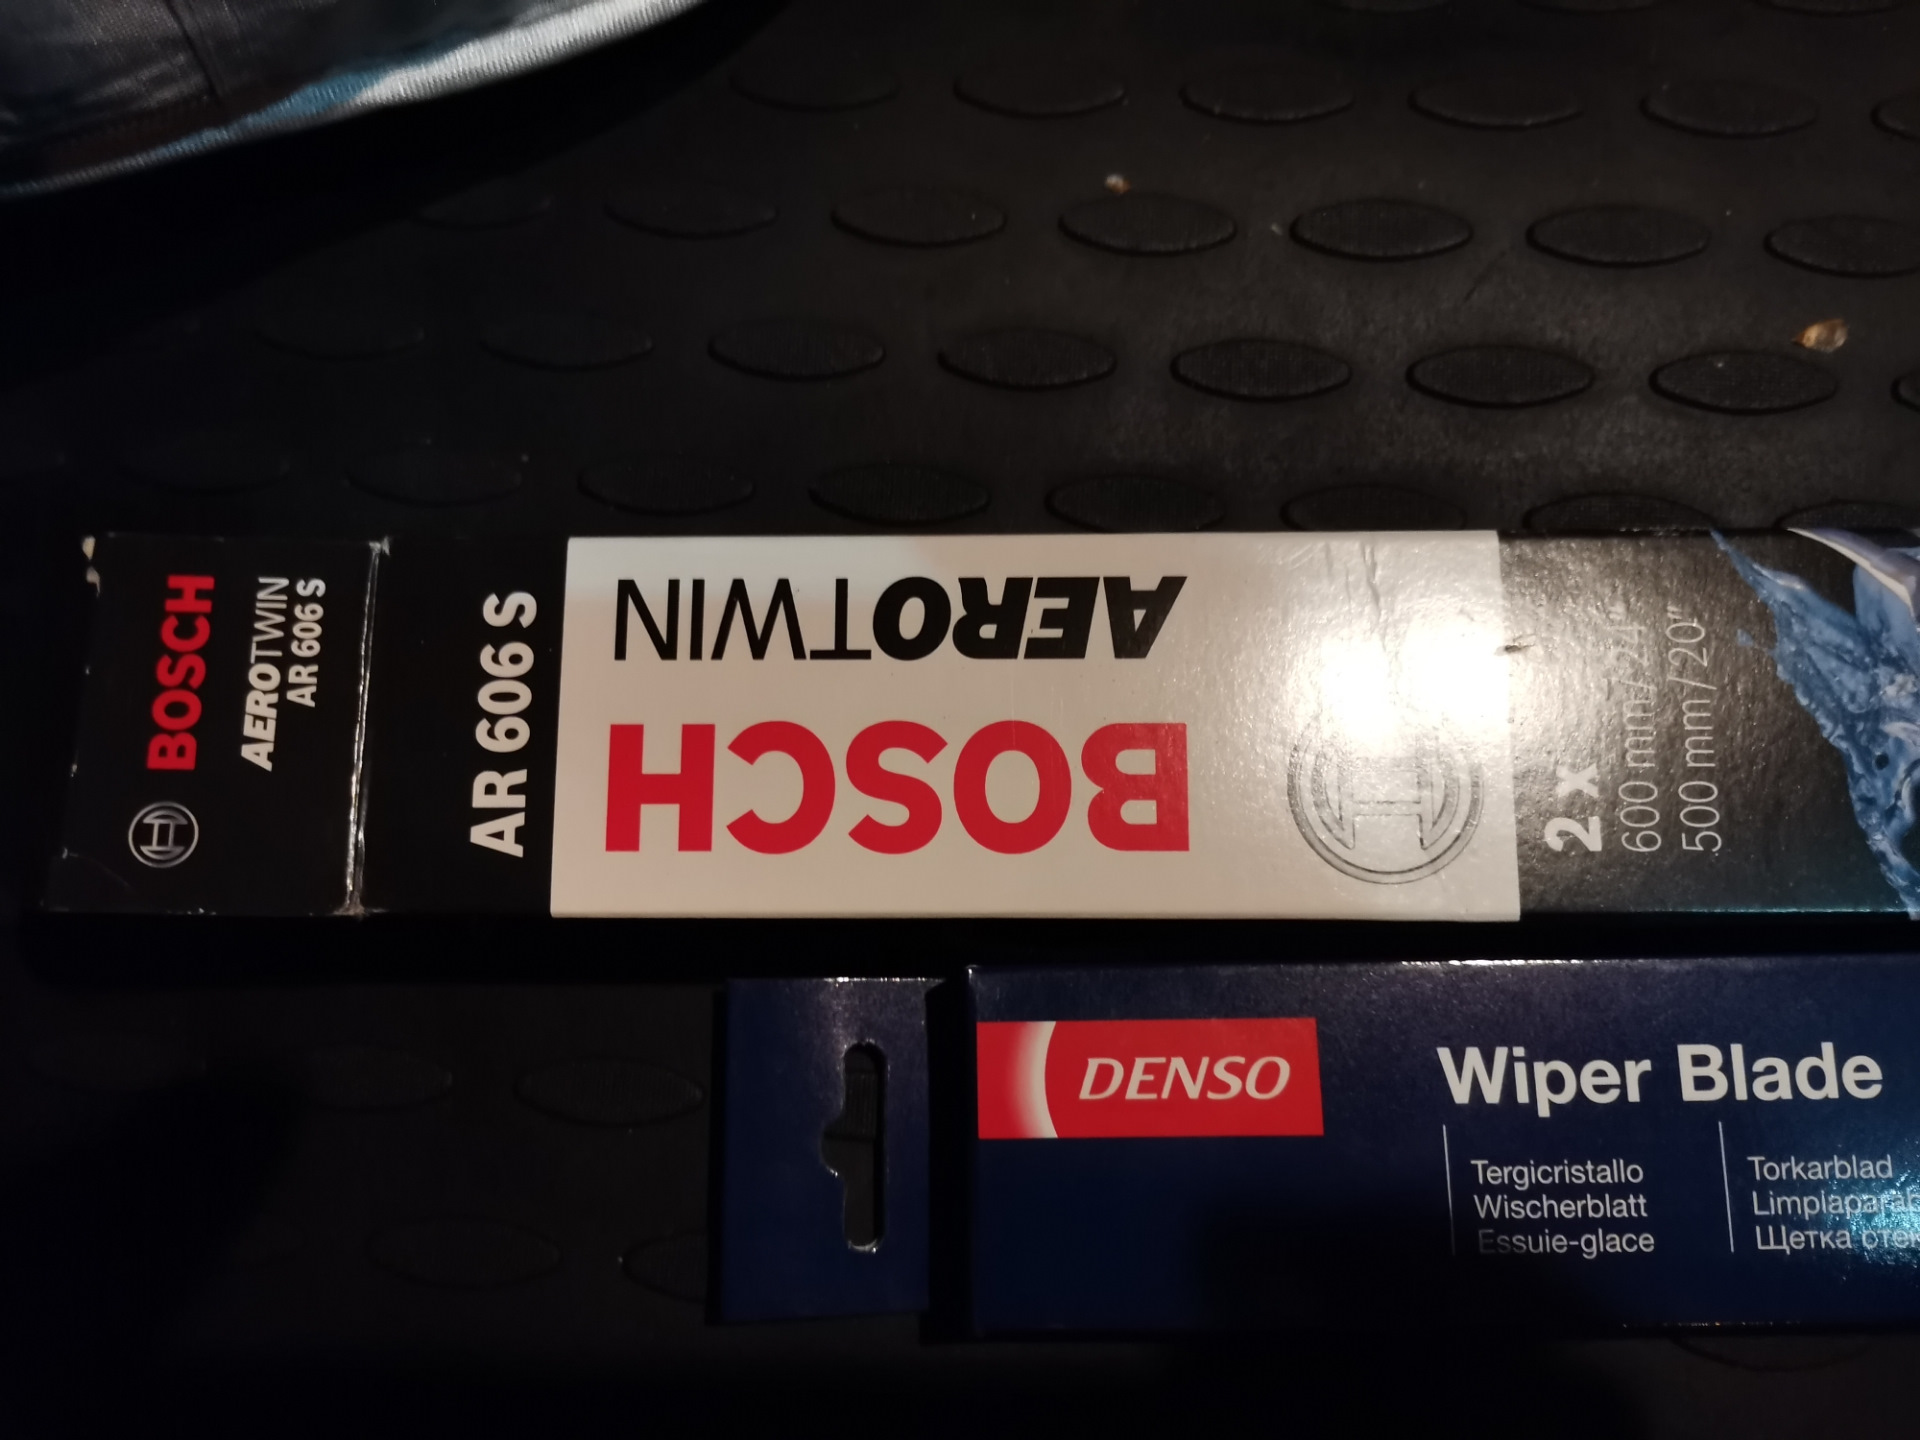 BOSCH
AEROTWIN
AR 606 S
AR 606 S
BOSCH
AEROTWIN
2 x
600 mm/24"
500 mm/20"
DENSO
Wiper Blade
Tergicristallo
Wischerblatt
Essuie-glace
Torkarblad
Щетка